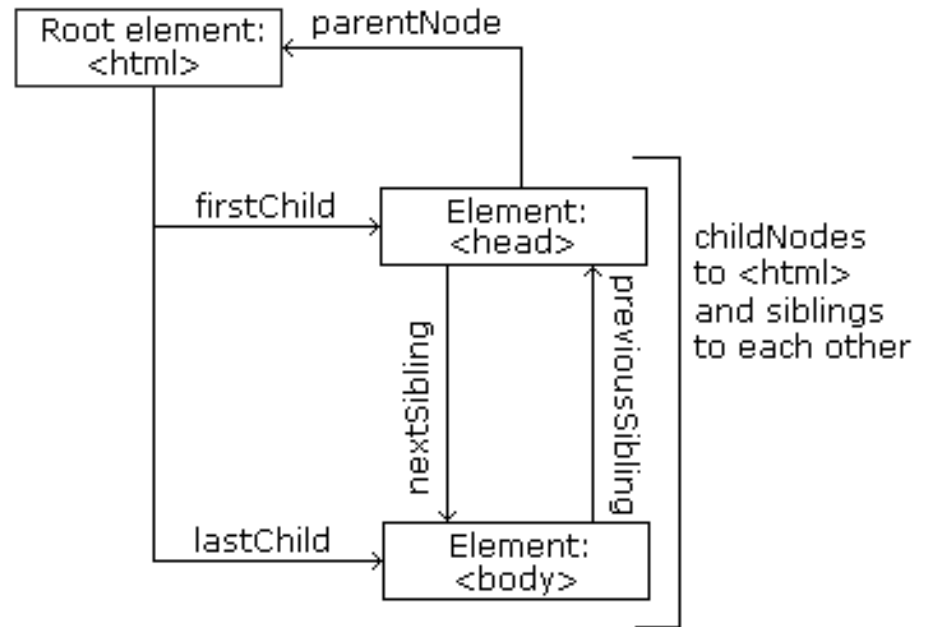 Root element:
<html>
parentNode
firstChild
Element:
<head>
childNodes
to <html>
and siblings
to each other
nextSibling
previousSibling
lastChild
Element:
<body>